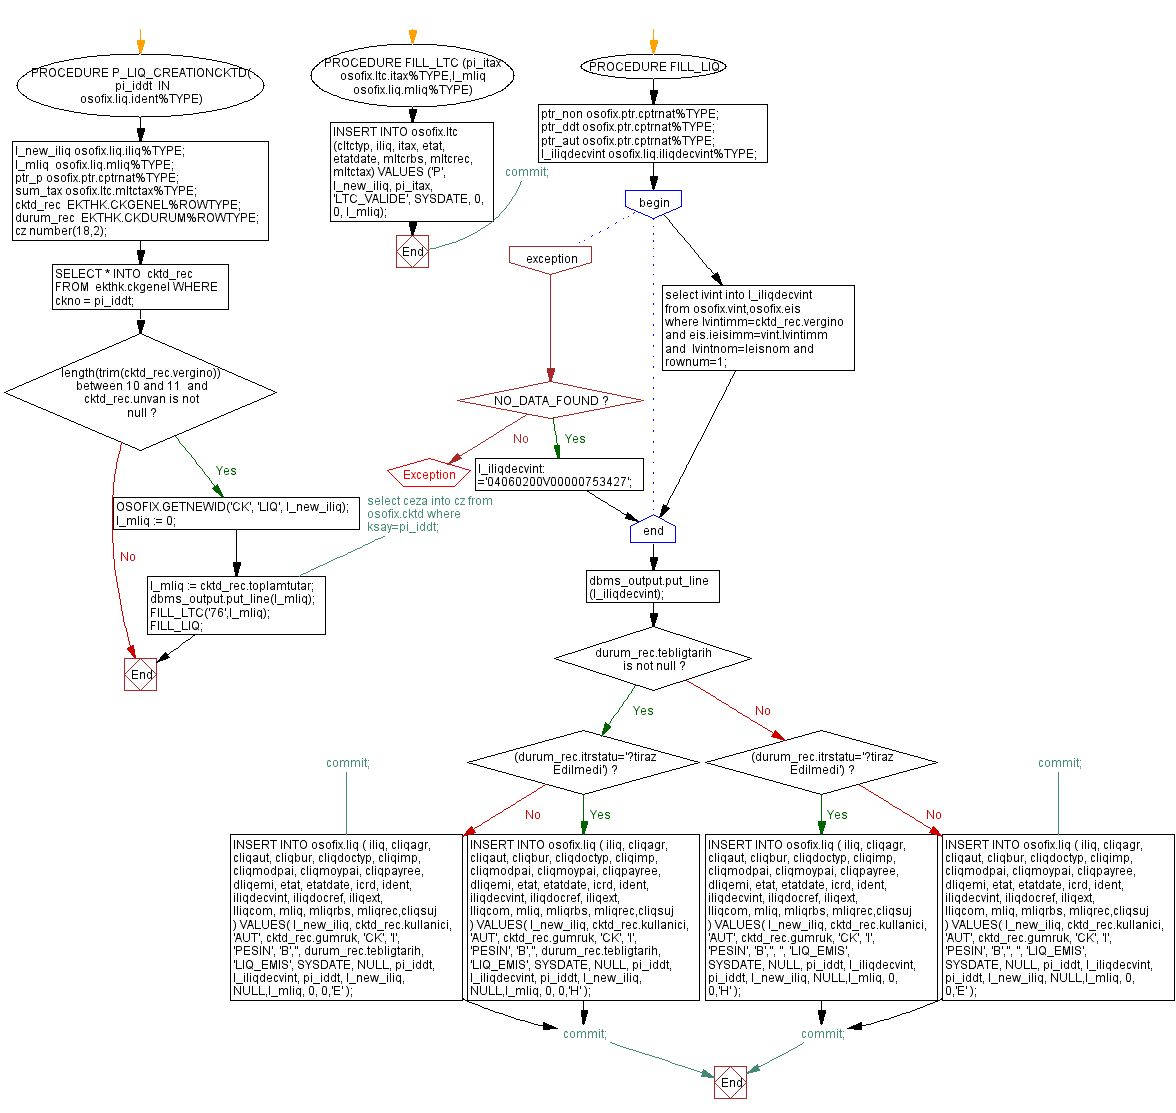 PROCEDURE P_LIQ_CREATIONCKTD(
pi_iddt  IN
osofix.liq.ident%TYPE)
l_new_iliq osofix.liq.iliq%TYPE;
l_mliq  osofix.liq.mliq%TYPE;
ptr_p osofix.ptr.cptrnat%TYPE;
sum_tax osofix.ltc.mltctax%TYPE;
cktd_rec  EKTHK.CKGENEL%ROWTYPE;
durum_rec  EKTHK.CKDURUM%ROWTYPE;
cz number(18,2);
SELECT * INTO  cktd_rec
FROM  ekthk.ckgenel WHERE
ckno = pi_iddt;
length(trim(cktd_rec.vergino))
between 10 and 11  and
cktd_rec.unvan is not
null ?
Yes
No
OSOFIX.GETNEWID('CK', 'LIQ', l_new_iliq);
l_mliq := 0;
l_mliq := cktd_rec.toplamtutar;
dbms_output.put_line(l_mliq);
FILL_LTC('76',l_mliq);
FILL_LIQ;
select ceza into cz from
osofix.cktd where
ksay=pi_iddt;
End
PROCEDURE FILL_LTC (pi_itax
osofix.ltc.itax%TYPE,l_mliq
osofix.liq.mliq%TYPE)
INSERT INTO osofix.ltc
(cltctyp, iliq, itax, etat,
etatdate, mltcrbs, mltcrec,
mltctax) VALUES ('P',
l_new_iliq, pi_itax,
'LTC_VALIDE', SYSDATE, 0,
0, l_mliq);
commit;
End
PROCEDURE FILL_LIQ
ptr_non osofix.ptr.cptrnat%TYPE;
ptr_ddt osofix.ptr.cptrnat%TYPE;
ptr_aut osofix.ptr.cptrnat%TYPE;
l_iliqdecvint osofix.liq.iliqdecvint%TYPE;
begin
exception
select ivint into l_iliqdecvint
from osofix.vint,osofix.eis
where lvintimm=cktd_rec.vergino
and eis.ieisimm=vint.lvintimm
and  lvintnom=leisnom and
rownum=1;
NO_DATA_FOUND ?
No
Yes
Exception
l_iliqdecvint:
='04060200V00000753427';
end
dbms_output.put_line
(l_iliqdecvint);
durum_rec.tebligtarih
is not null ?
Yes
No
(durum_rec.itrstatu='?tiraz
Edilmedi') ?
(durum_rec.itrstatu='?tiraz
Edilmedi') ?
commit;
No
Yes
Yes
No
commit;
INSERT INTO osofix.liq ( iliq, cliqagr,
cliqaut, cliqbur, cliqdoctyp, cliqimp,
cliqmodpai, cliqmoypai, cliqpayree,
dliqemi, etat, etatdate, icrd, ident,
iliqdecvint, iliqdocref, iliqext,
lliqcom, mliq, mliqrbs, mliqrec,cliqsuj
) VALUES( l_new_iliq, cktd_rec.kullanici,
'AUT', cktd_rec.gumruk, 'CK', 'I',
'PESIN', 'B','', durum_rec.tebligtarih,
'LIQ_EMIS', SYSDATE, NULL, pi_iddt,
l_iliqdecvint, pi_iddt, l_new_iliq,
NULL,l_mliq, 0, 0,'E' );
INSERT INTO osofix.liq ( iliq, cliqagr,
cliqaut, cliqbur, cliqdoctyp, cliqimp,
cliqmodpai, cliqmoypai, cliqpayree,
dliqemi, etat, etatdate, icrd, ident,
iliqdecvint, iliqdocref, iliqext,
lliqcom, mliq, mliqrbs, mliqrec,cliqsuj
) VALUES( l_new_iliq, cktd_rec.kullanici,
'AUT', cktd_rec.gumruk, 'CK', 'I',
'PESIN', 'B','', durum_rec.tebligtarih,
'LIQ_EMIS', SYSDATE, NULL, pi_iddt,
l_iliqdecvint, pi_iddt, l_new_iliq,
NULL,l_mliq, 0, 0,'H' );
INSERT INTO osofix.liq ( iliq, cliqagr,
cliqaut, cliqbur, cliqdoctyp, cliqimp,
cliqmodpai, cliqmoypai, cliqpayree,
dliqemi, etat, etatdate, icrd, ident,
iliqdecvint, iliqdocref, iliqext,
lliqcom, mliq, mliqrbs, mliqrec,cliqsuj
) VALUES( l_new_iliq, cktd_rec.kullanici,
'AUT', cktd_rec.gumruk, 'CK', 'I',
'PESIN', 'B','', '', 'LIQ_EMIS',
SYSDATE, NULL, pi_iddt, l_iliqdecvint,
pi_iddt, l_new_iliq, NULL,l_mliq, 0,
0,'H' );
INSERT INTO osofix.liq ( iliq, cliqagr,
cliqaut, cliqbur, cliqdoctyp, cliqimp,
cliqmodpai, cliqmoypai, cliqpayree,
dliqemi, etat, etatdate, icrd, ident,
iliqdecvint, iliqdocref, iliqext,
lliqcom, mliq, mliqrbs, mliqrec,cliqsuj
) VALUES( l_new_iliq, cktd_rec.kullanici,
'AUT', cktd_rec.gumruk, 'CK', 'I',
'PESIN', 'B','', '', 'LIQ_EMIS',
SYSDATE, NULL, pi_iddt, l_iliqdecvint,
pi_iddt, l_new_iliq, NULL,l_mliq, 0,
0,'E' );
commit;
commit;
End